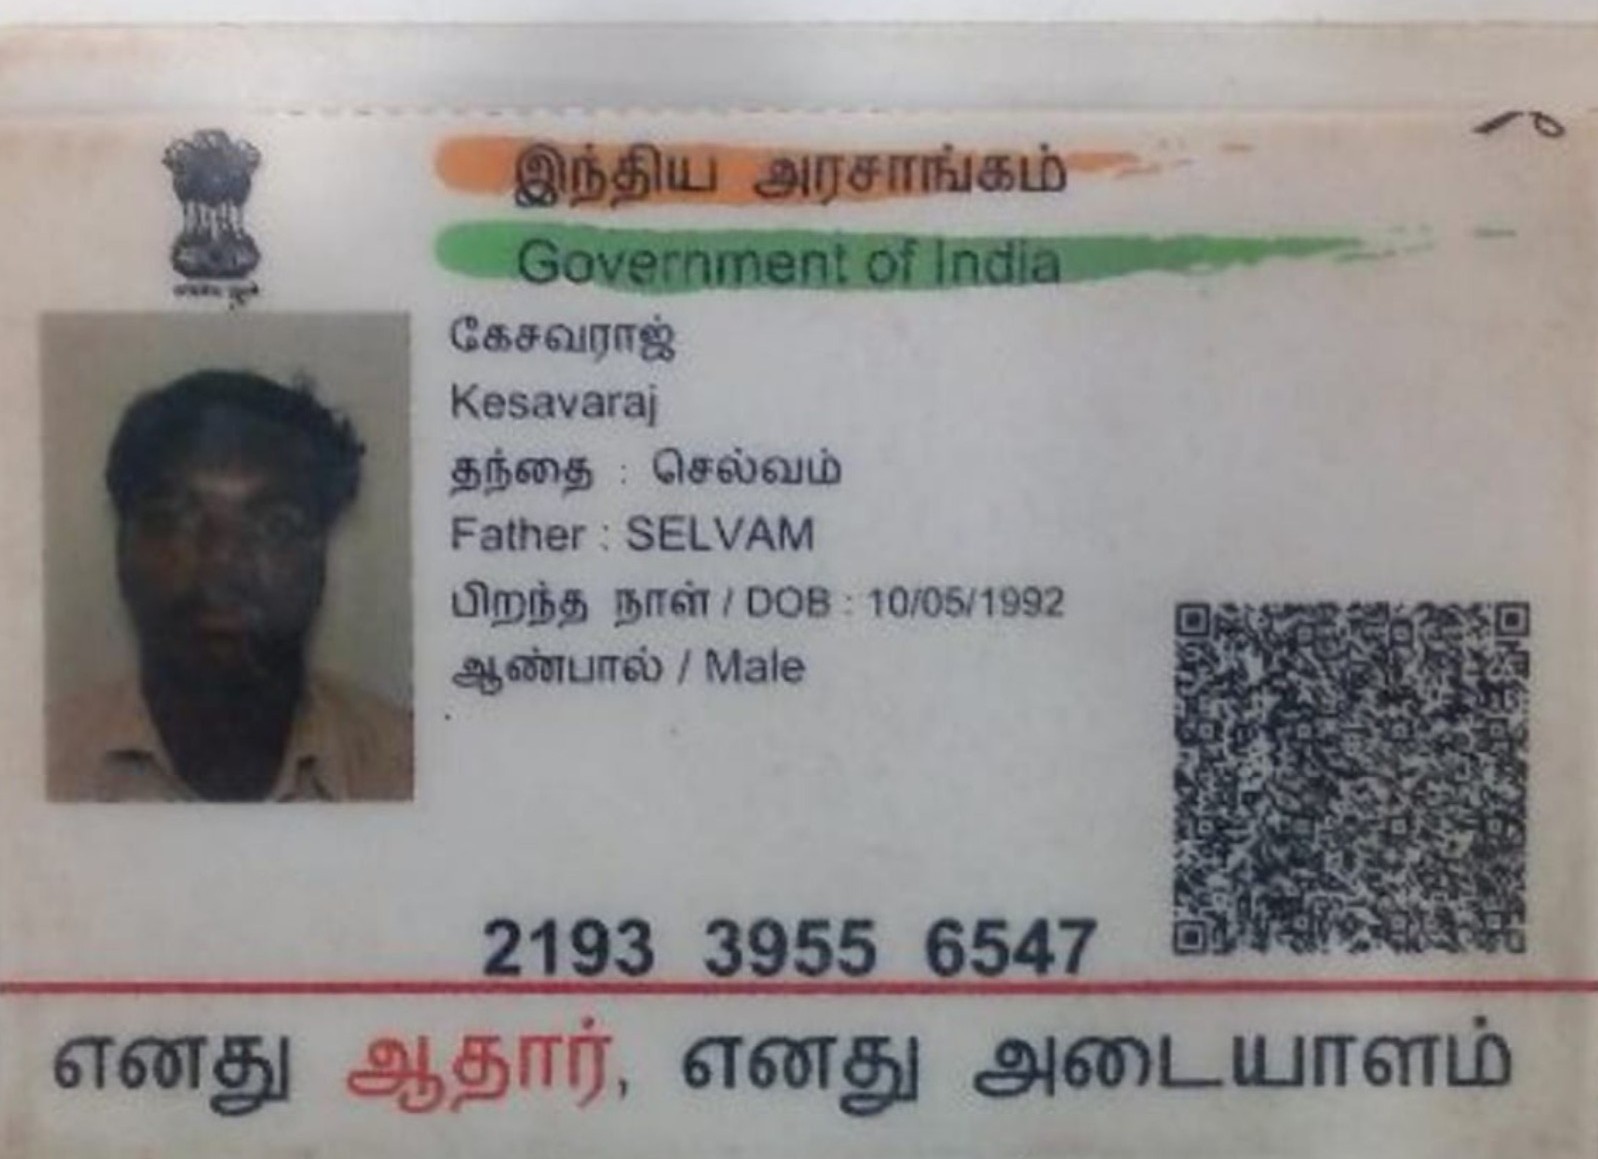 இந்திய அரசாங்கம்
Government of India
கேசவராஜ்
Kesavaraj
தந்தை : செல்வம்
Father : SELVAM
பிறந்த நாள் / DOB : 10/05/1992
ஆண்பால் / Male
2193 3955 6547
எனது ஆதார், எனது அடையாளம்